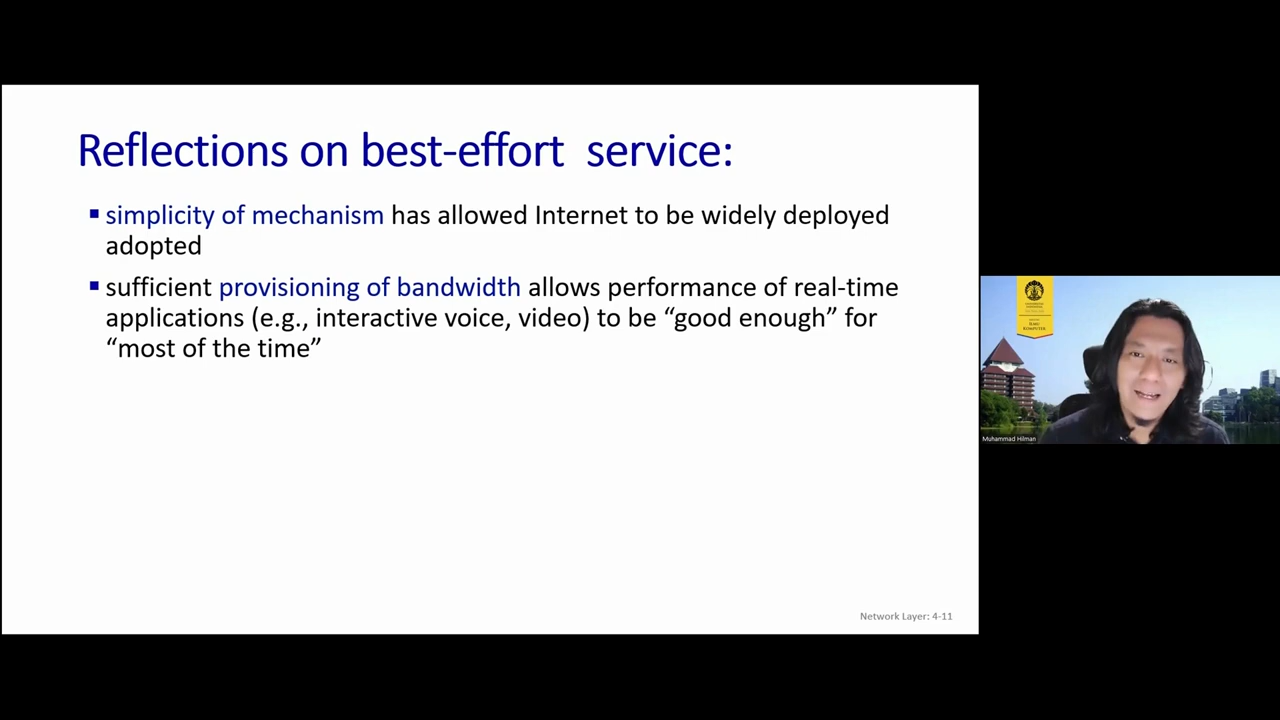 Reflections on best-effort  service:
▪ simplicity of mechanism has allowed Internet to be widely deployed
adopted
▪ sufficient provisioning of bandwidth allows performance of real-time
applications (e.g., interactive voice, video) to be “good enough” for
“most of the time”
Network Layer: 4-11
ILMU
KOMPUTER
Muhammad Hilman